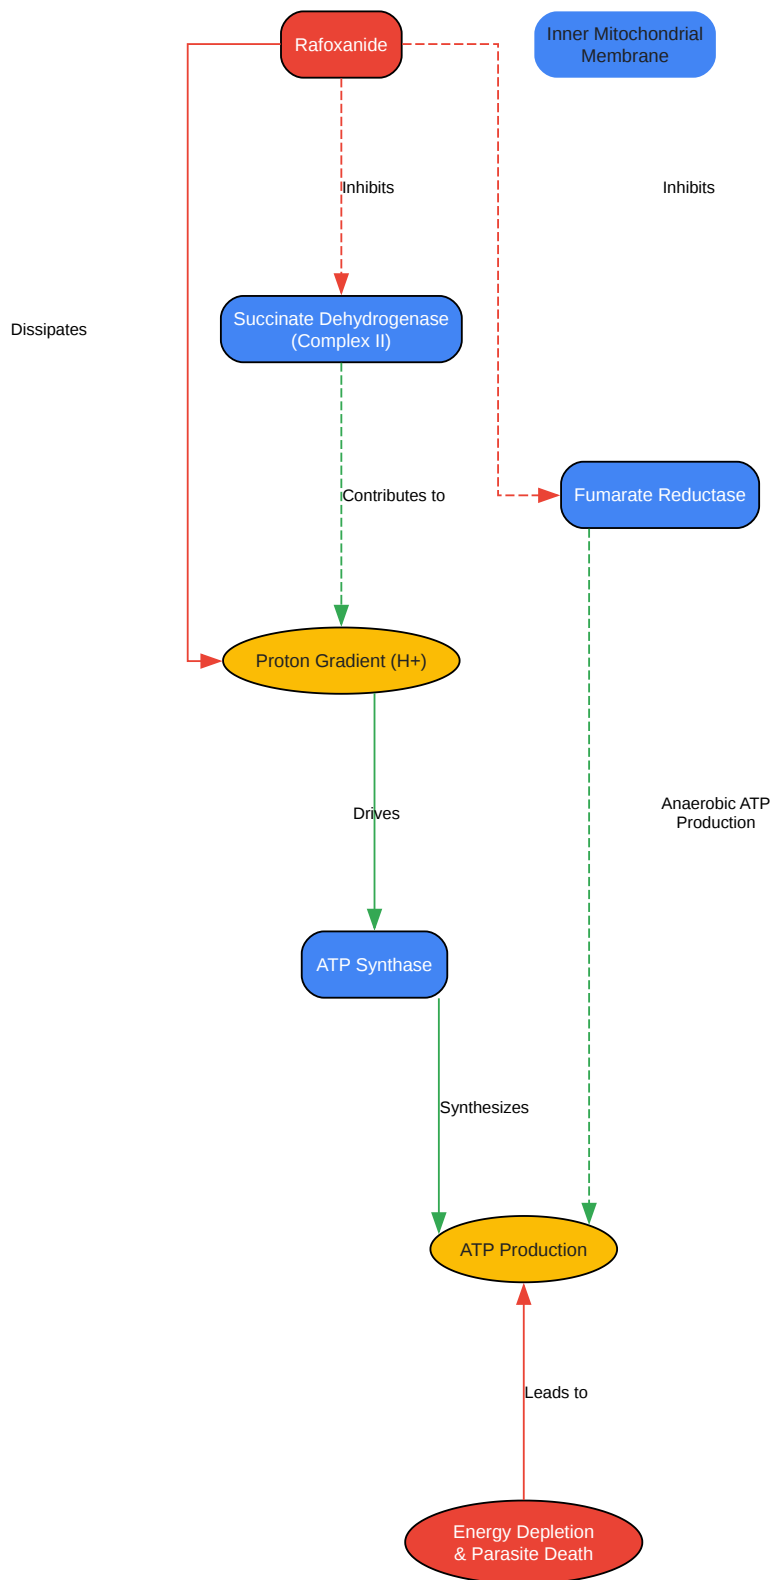 Rafoxanide
Inner Mitochondrial
Membrane
Inhibits
Inhibits
Succinate Dehydrogenase
(Complex II)
Dissipates
Contributes to
Fumarate Reductase
Proton Gradient (H+)
Drives
Anaerobic ATP
Production
ATP Synthase
Synthesizes
ATP Production
Leads to
Energy Depletion
& Parasite Death